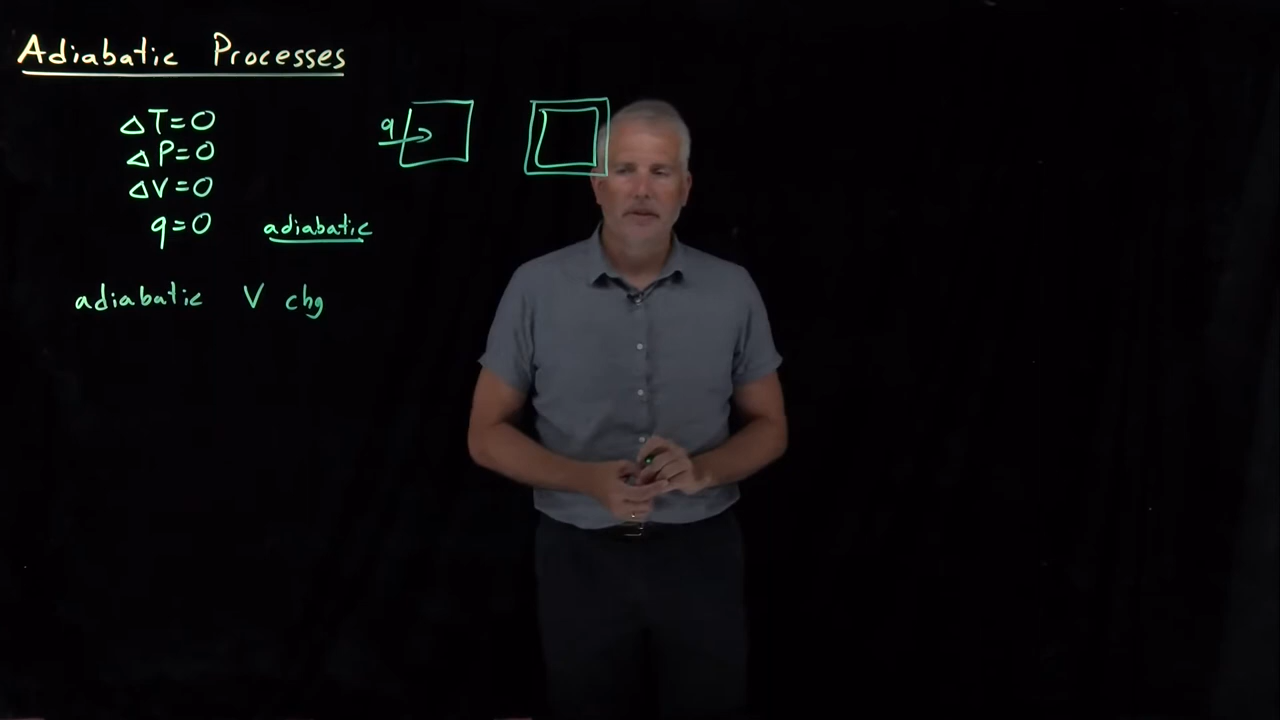 Adiabatic Processes
ΔT=0
ΔP=0
ΔV=0
q=0 adiabatic
q
adiabatic V chg